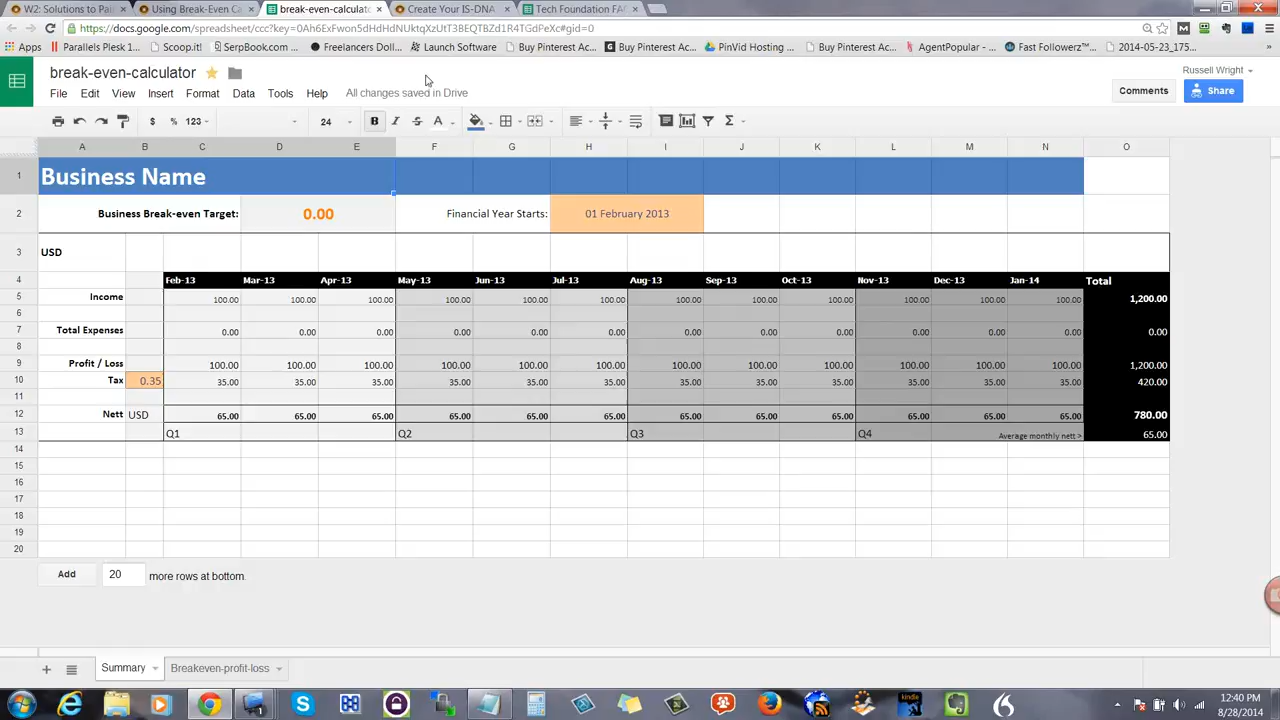 W2: Solutions to Pai
Using Break-Even Ca
break-even-calculato
Create Your IS-DNA
Tech Foundation FA
https://docs.google.com/spreadsheet/ccc?key=0Ah6ExFwon5dHdHdNUktqXzUtT3BEQTBZd1R4TGdPeXc#gid=0
Apps
Parallels Plesk 1
Scoop.it!
SerpBook.com
Freelancers Doll
Launch Software
Buy Pinterest Ac
Buy Pinterest Ac
PinVid Hosting
Buy Pinterest Ac
AgentPopular -
Fast Followerz™
2014-05-23_175
break-even-calculator
Russell Wright
File Edit View Insert Format Data Tools Help All changes saved in Drive
Comments
Share
$ % 123
24
B I S A
Σ
A B C D E F G H I J K L M N O
1 Business Name
2 Business Break-even Target: 0.00 Financial Year Starts: 01 February 2013
3 USD
4 Feb-13 Mar-13 Apr-13 May-13 Jun-13 Jul-13 Aug-13 Sep-13 Oct-13 Nov-13 Dec-13 Jan-14 Total
5 Income 100.00 100.00 100.00 100.00 100.00 100.00 100.00 100.00 100.00 100.00 100.00 100.00 1,200.00
6
7 Total Expenses 0.00 0.00 0.00 0.00 0.00 0.00 0.00 0.00 0.00 0.00 0.00 0.00 0.00
8
9 Profit / Loss 100.00 100.00 100.00 100.00 100.00 100.00 100.00 100.00 100.00 100.00 100.00 100.00 1,200.00
10 Tax 0.35 35.00 35.00 35.00 35.00 35.00 35.00 35.00 35.00 35.00 35.00 35.00 35.00 420.00
11
12 Nett USD 65.00 65.00 65.00 65.00 65.00 65.00 65.00 65.00 65.00 65.00 65.00 65.00 780.00
13 Q1 Q2 Q3 Q4 Average monthly nett > 65.00
14
15
16
17
18
19
20
Add 20 more rows at bottom.
Summary
Breakeven-profit-loss
kindle
12:40 PM
8/28/2014